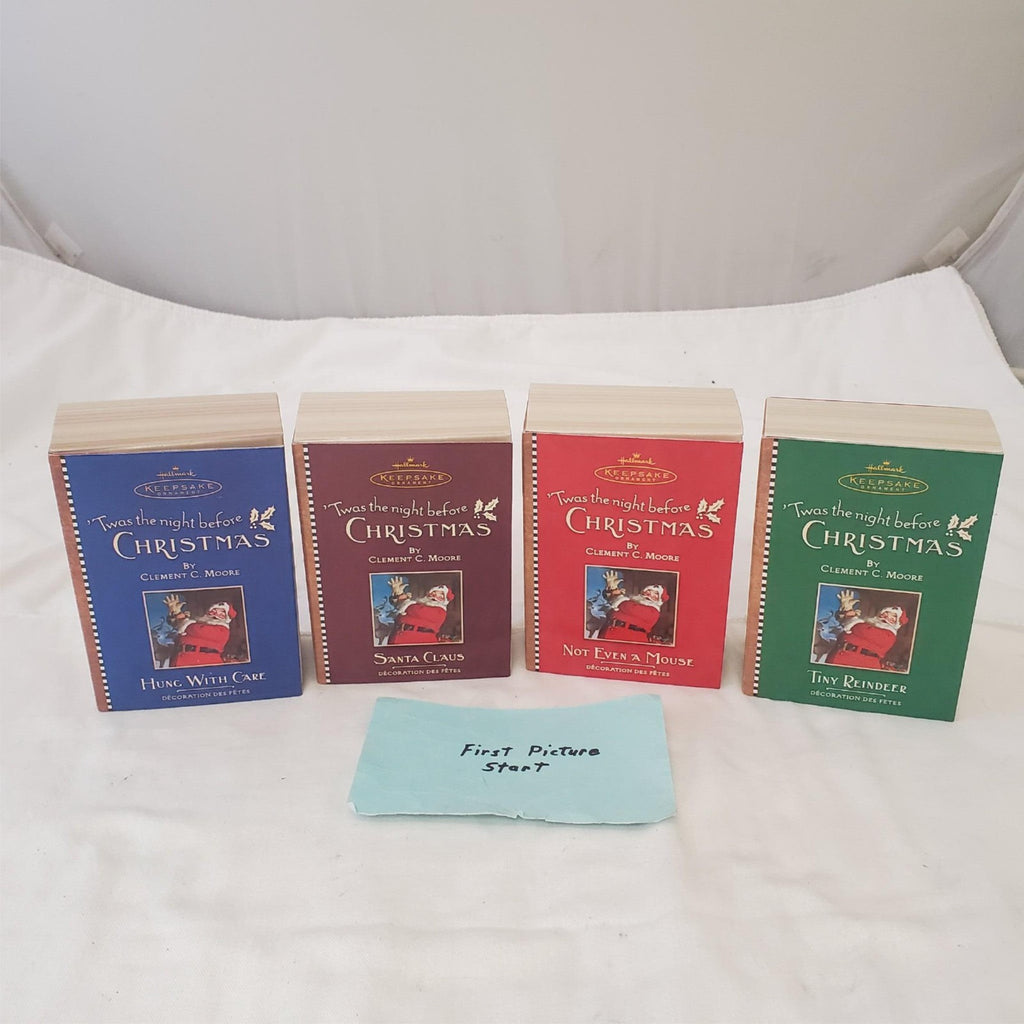 Hallmark
KEEPSAKE
ORNAMENT
'Twas the night before
CHRISTMAS
BY
CLEMENT C. MOORE
HUNG WITH CARE
DÉCORATION DES FÊTES
Hallmark
KEEPSAKE
ORNAMENT
'Twas the night before
CHRISTMAS
BY
CLEMENT C. MOORE
SANTA CLAUS
DÉCORATION DES FÊTES
Hallmark
KEEPSAKE
ORNAMENT
'Twas the night before
CHRISTMAS
BY
CLEMENT C. MOORE
NOT EVEN A MOUSE
DÉCORATION DES FÊTES
Hallmark
KEEPSAKE
ORNAMENT
'Twas the night before
CHRISTMAS
BY
CLEMENT C. MOORE
TINY REINDEER
DÉCORATION DES FÊTES
First Picture
Start